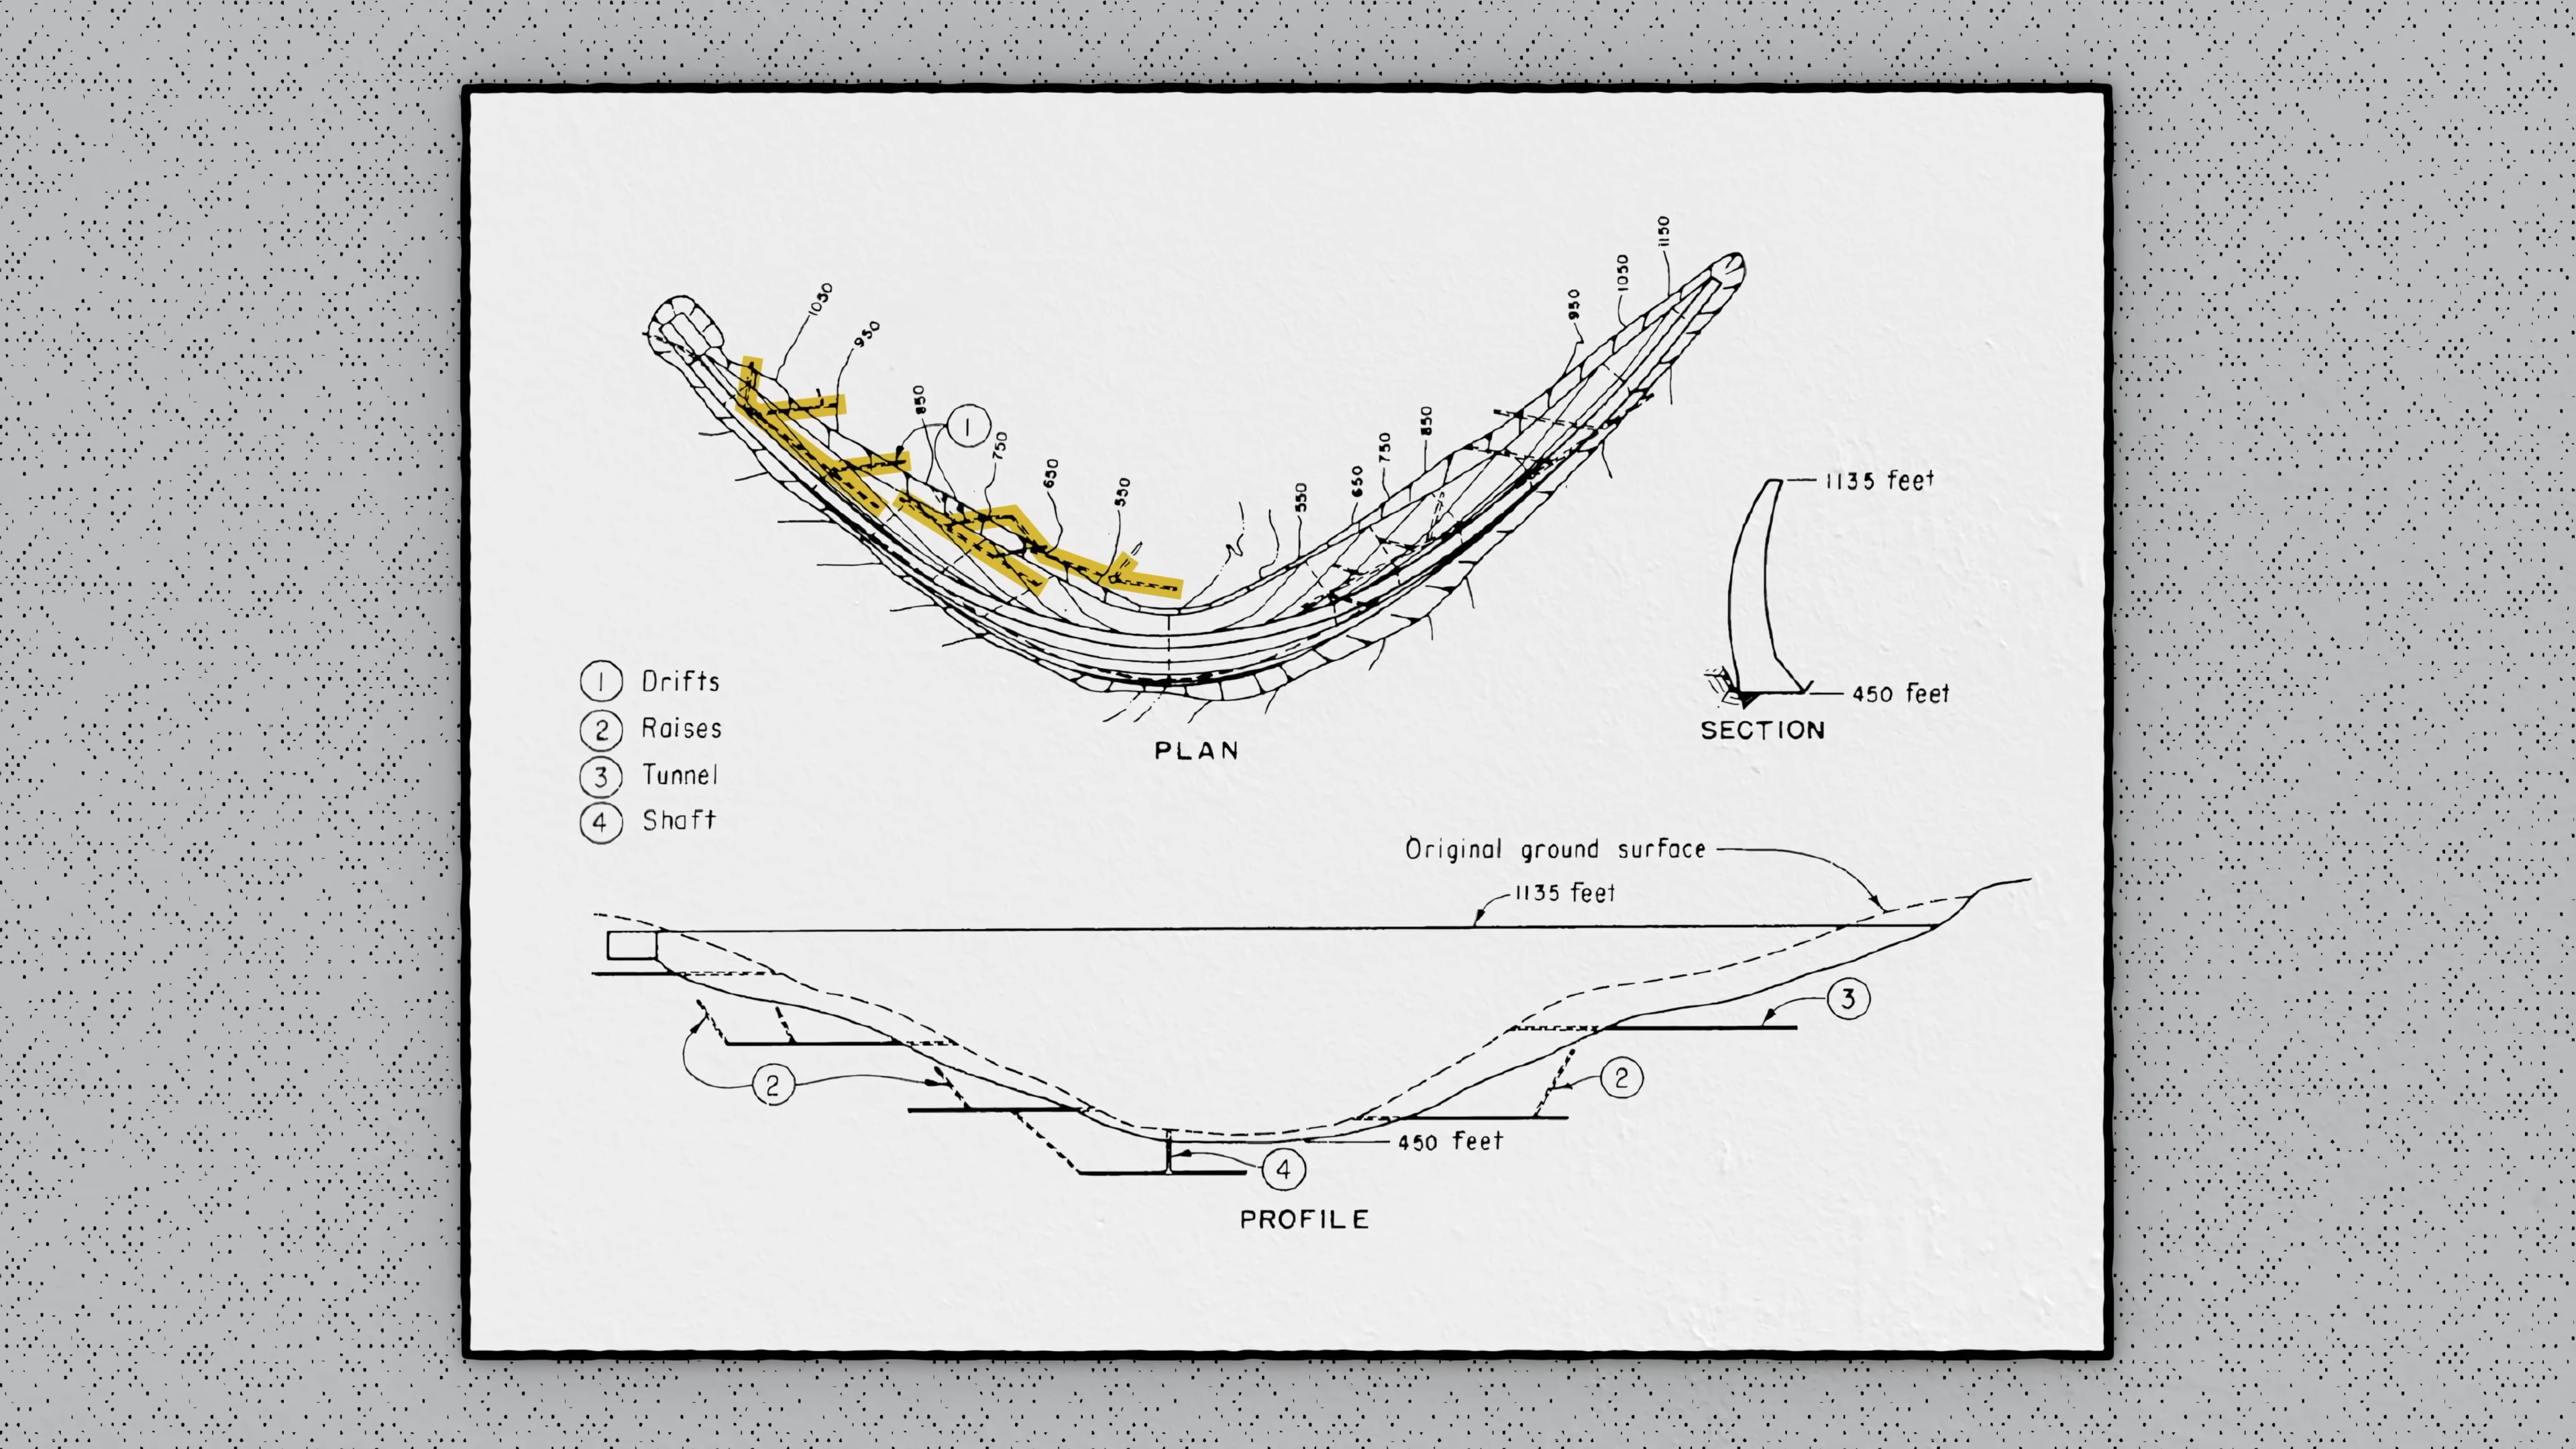 1150
1050
950
1050
950
850
850
750
650
550
550
650
750
1
1135 feet
450 feet
SECTION
PLAN
1 Drifts
2 Raises
3 Tunnel
4 Shaft
Original ground surface
1135 feet
3
2
2
450 feet
4
PROFILE